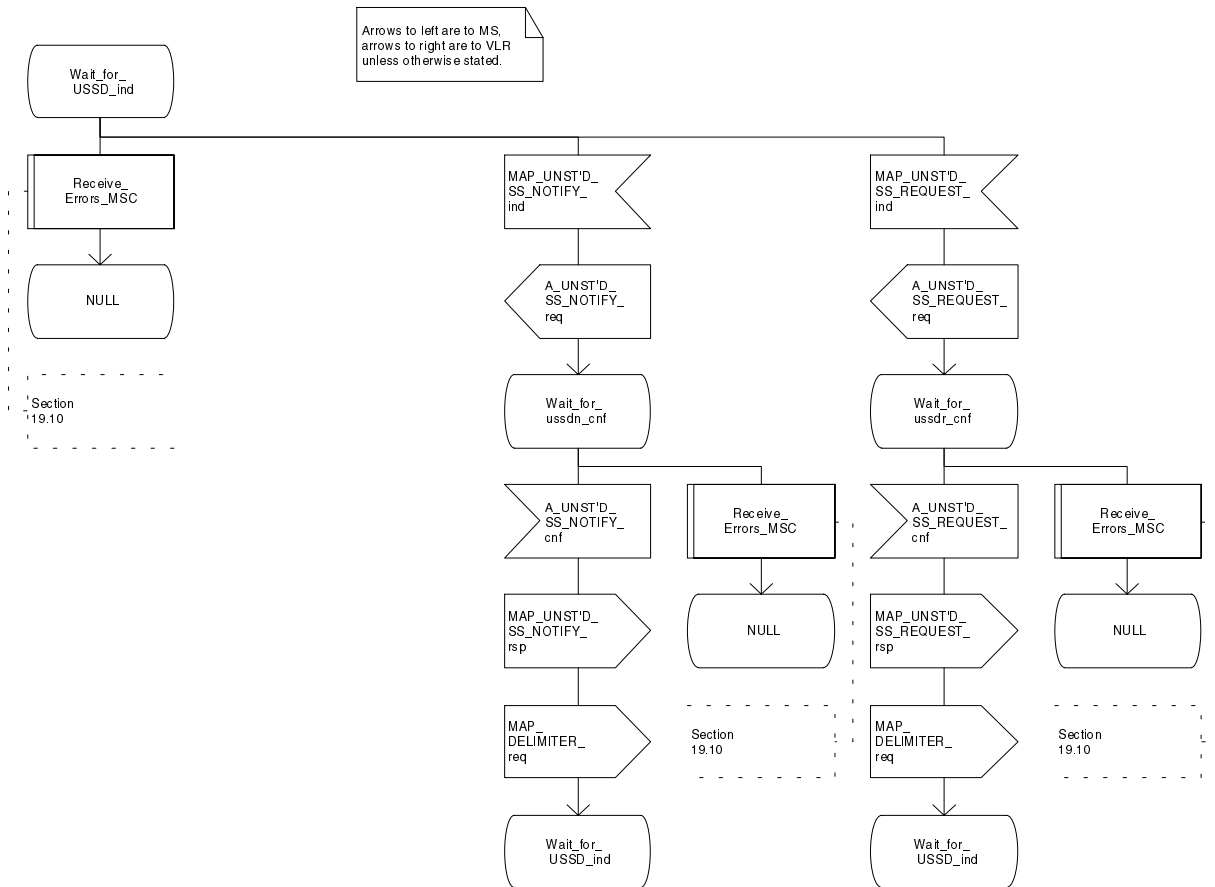 Arrows to left are to MS,
arrows to right are to VLR
unless otherwise stated.
Wait_for_
USSD_ind
Receive_
Errors_MSC
MAP_UNST'D_
SS_NOTIFY_
ind
MAP_UNST'D_
SS_REQUEST_
ind
NULL
A_UNST'D_
SS_NOTIFY_
req
A_UNST'D_
SS_REQUEST_
req
Section
19.10
Wait_for_
ussdn_cnf
Wait_for_
ussdr_cnf
A_UNST'D_
SS_NOTIFY_
cnf
Receive_
Errors_MSC
A_UNST'D_
SS_REQUEST_
cnf
Receive_
Errors_MSC
MAP_UNST'D_
SS_NOTIFY_
rsp
NULL
MAP_UNST'D_
SS_REQUEST_
rsp
NULL
MAP_
DELIMITER_
req
Section
19.10
MAP_
DELIMITER_
req
Section
19.10
Wait_for_
USSD_ind
Wait_for_
USSD_ind